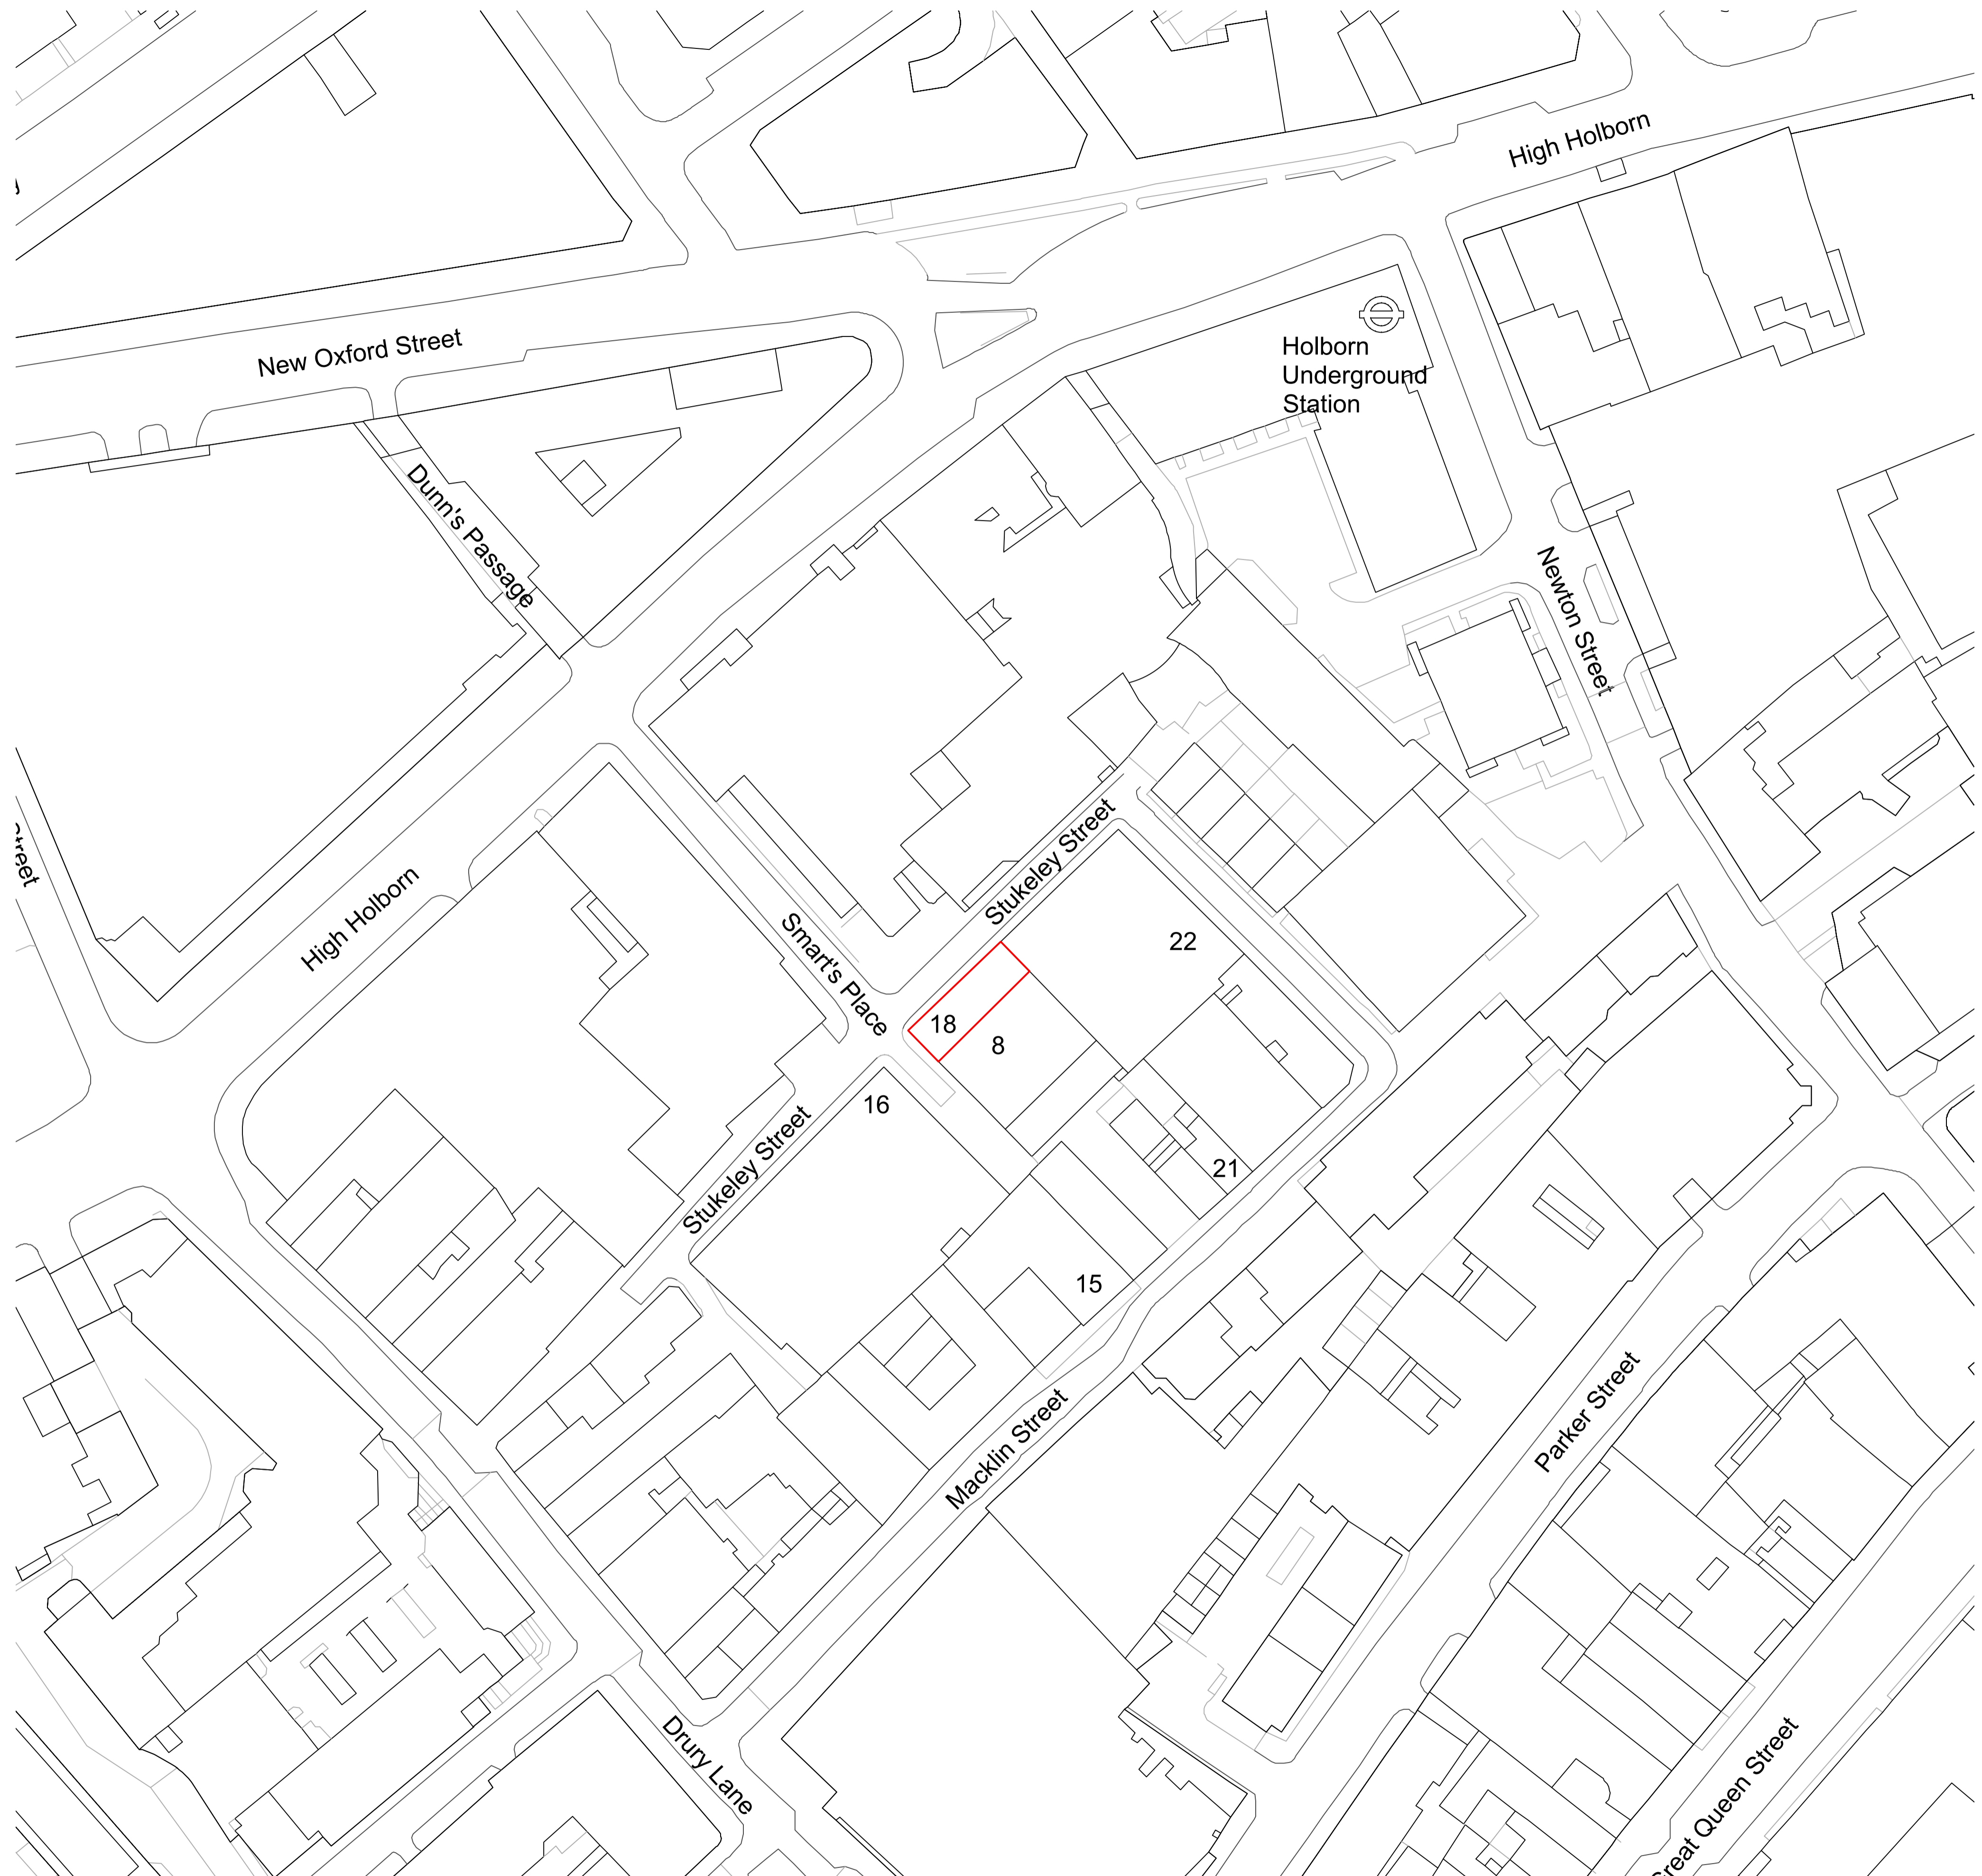 High Holborn
New Oxford Street
Holborn
Underground
Station
Dunn's Passage
Newton Street
Stukeley Street
Street
High Holborn
Smart's Place
22
18
8
16
Stukeley Street
21
15
Macklin Street
Parker Street
Drury Lane
Great Queen Street